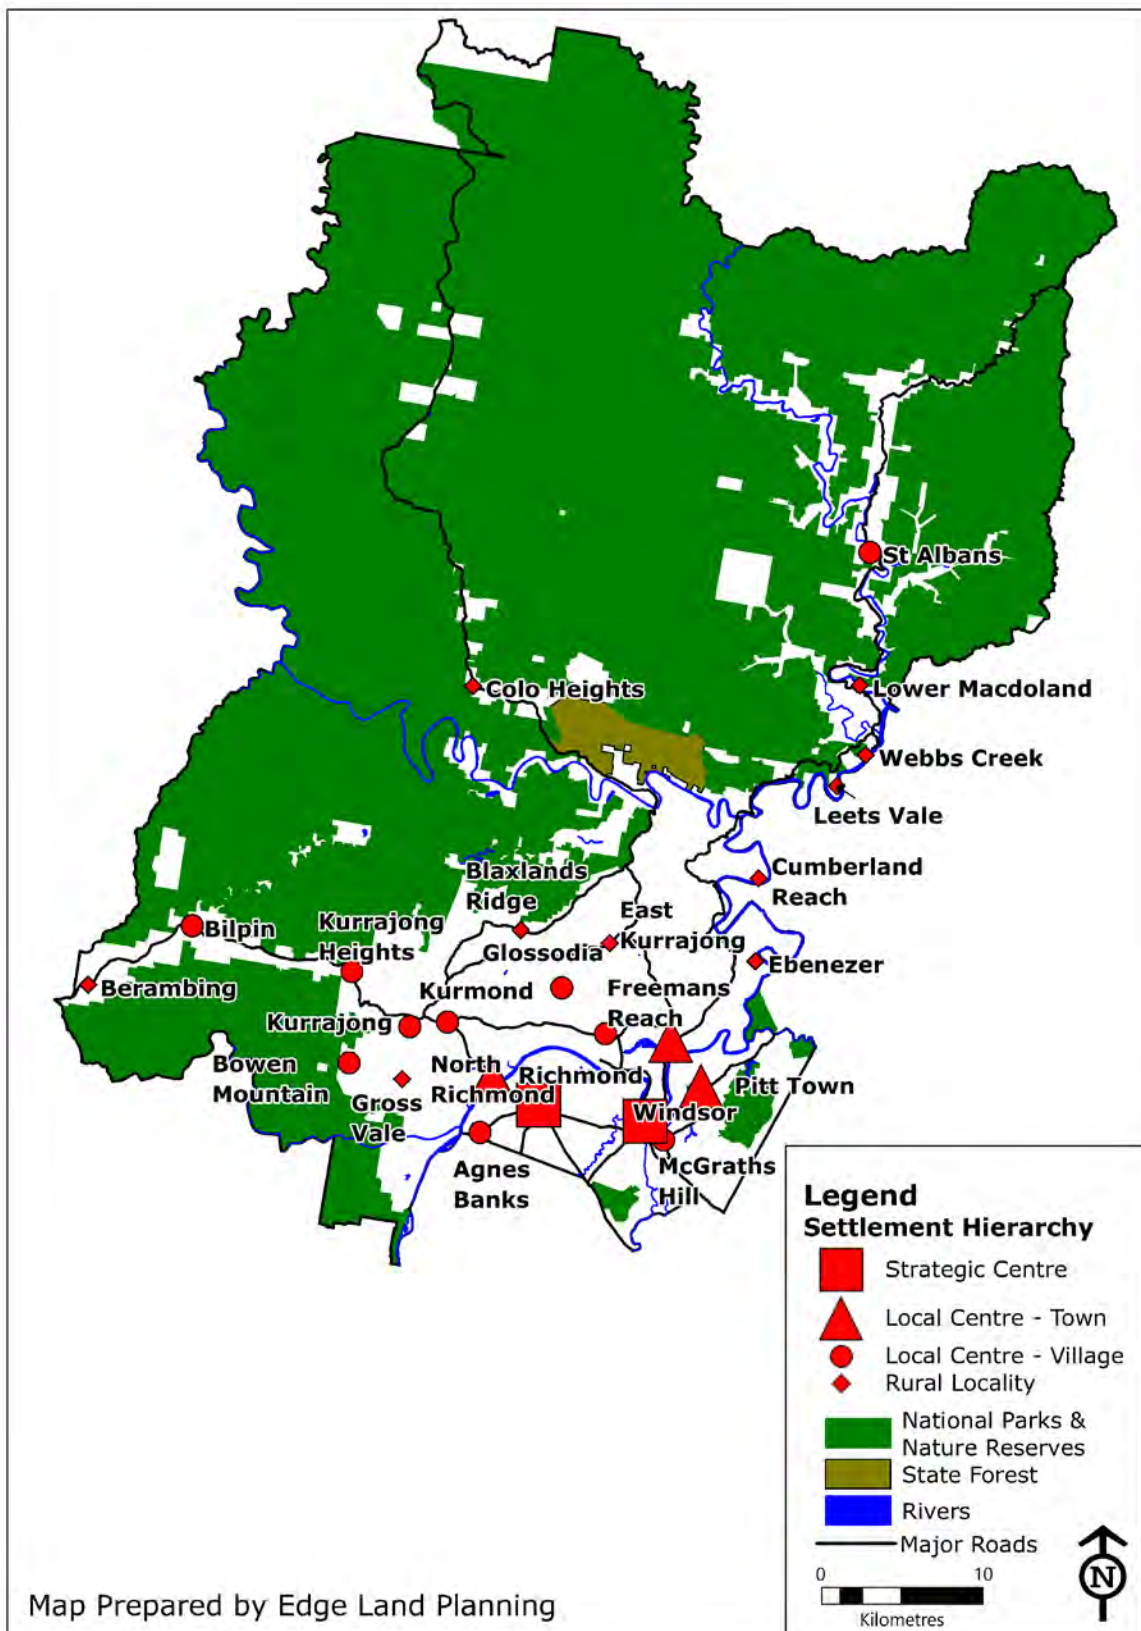 St Albans
Colo Heights
Lower Macdoland
Webbs Creek
Leets Vale
Cumberland
Reach
Blaxlands
Ridge
East
Kurrajong
Bilpin
Kurrajong
Heights
Glossodia
Ebenezer
Berambing
Kurmond
Freemans
Reach
Kurrajong
Bowen
Mountain
North
Richmond
Richmond
Pitt Town
Gross
Vale
Windsor
Agnes
Banks
McGraths
Hill
Legend
Settlement Hierarchy
Strategic Centre
Local Centre - Town
Local Centre - Village
Rural Locality
National Parks &
Nature Reserves
State Forest
Rivers
Major Roads
0 10
Kilometres
N
Map Prepared by Edge Land Planning